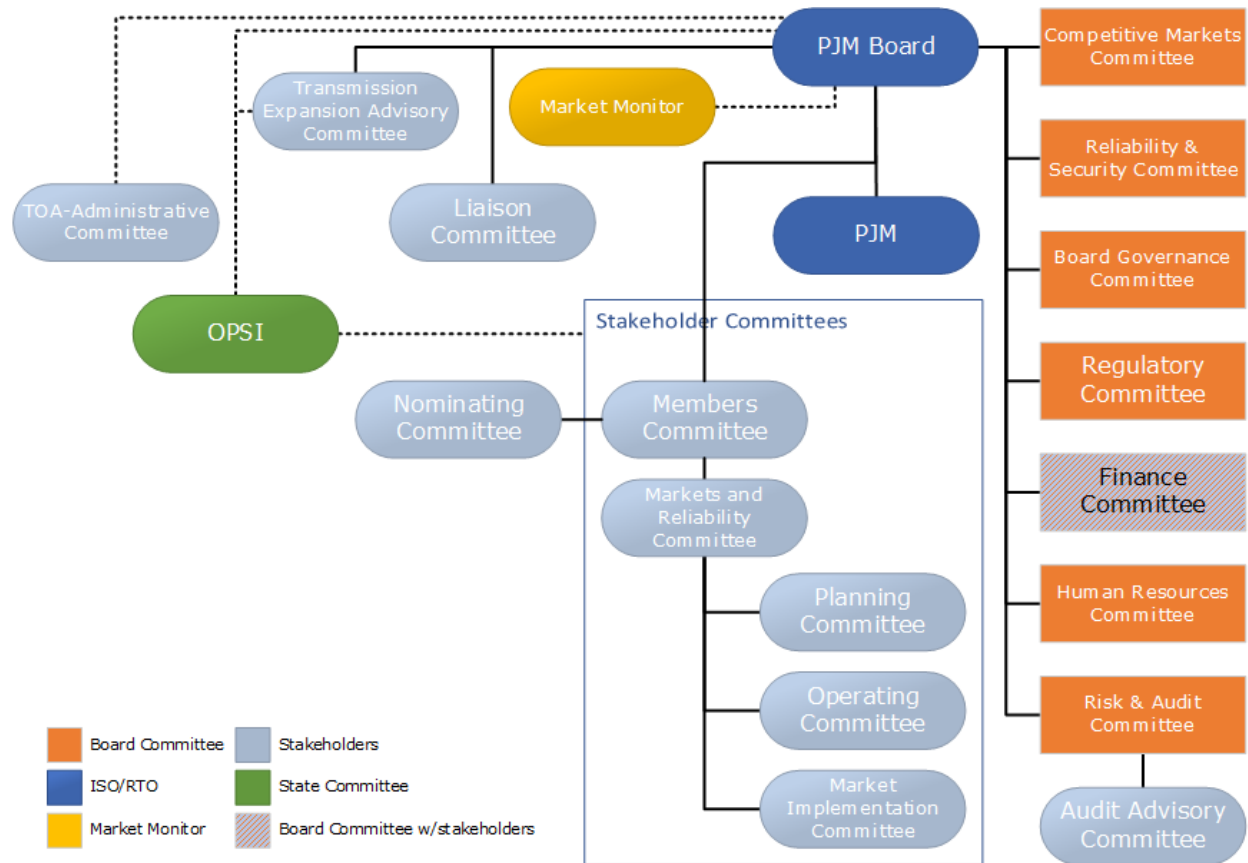 PJM Board
Competitive Markets
Committee
Transmission
Expansion Advisory
Committee
Market Monitor
Reliability &
Security Committee
TOA-Administrative
Committee
Liaison
Committee
PJM
Board Governance
Committee
OPSI
Stakeholder Committees
Regulatory
Committee
Nominating
Committee
Members
Committee
Markets and
Reliability
Committee
Finance
Committee
Planning
Committee
Human Resources
Committee
Operating
Committee
Risk & Audit
Committee
Market
Implementation
Committee
Audit Advisory
Committee
Board Committee
Stakeholders
ISO/RTO
State Committee
Market Monitor
Board Committee w/stakeholders